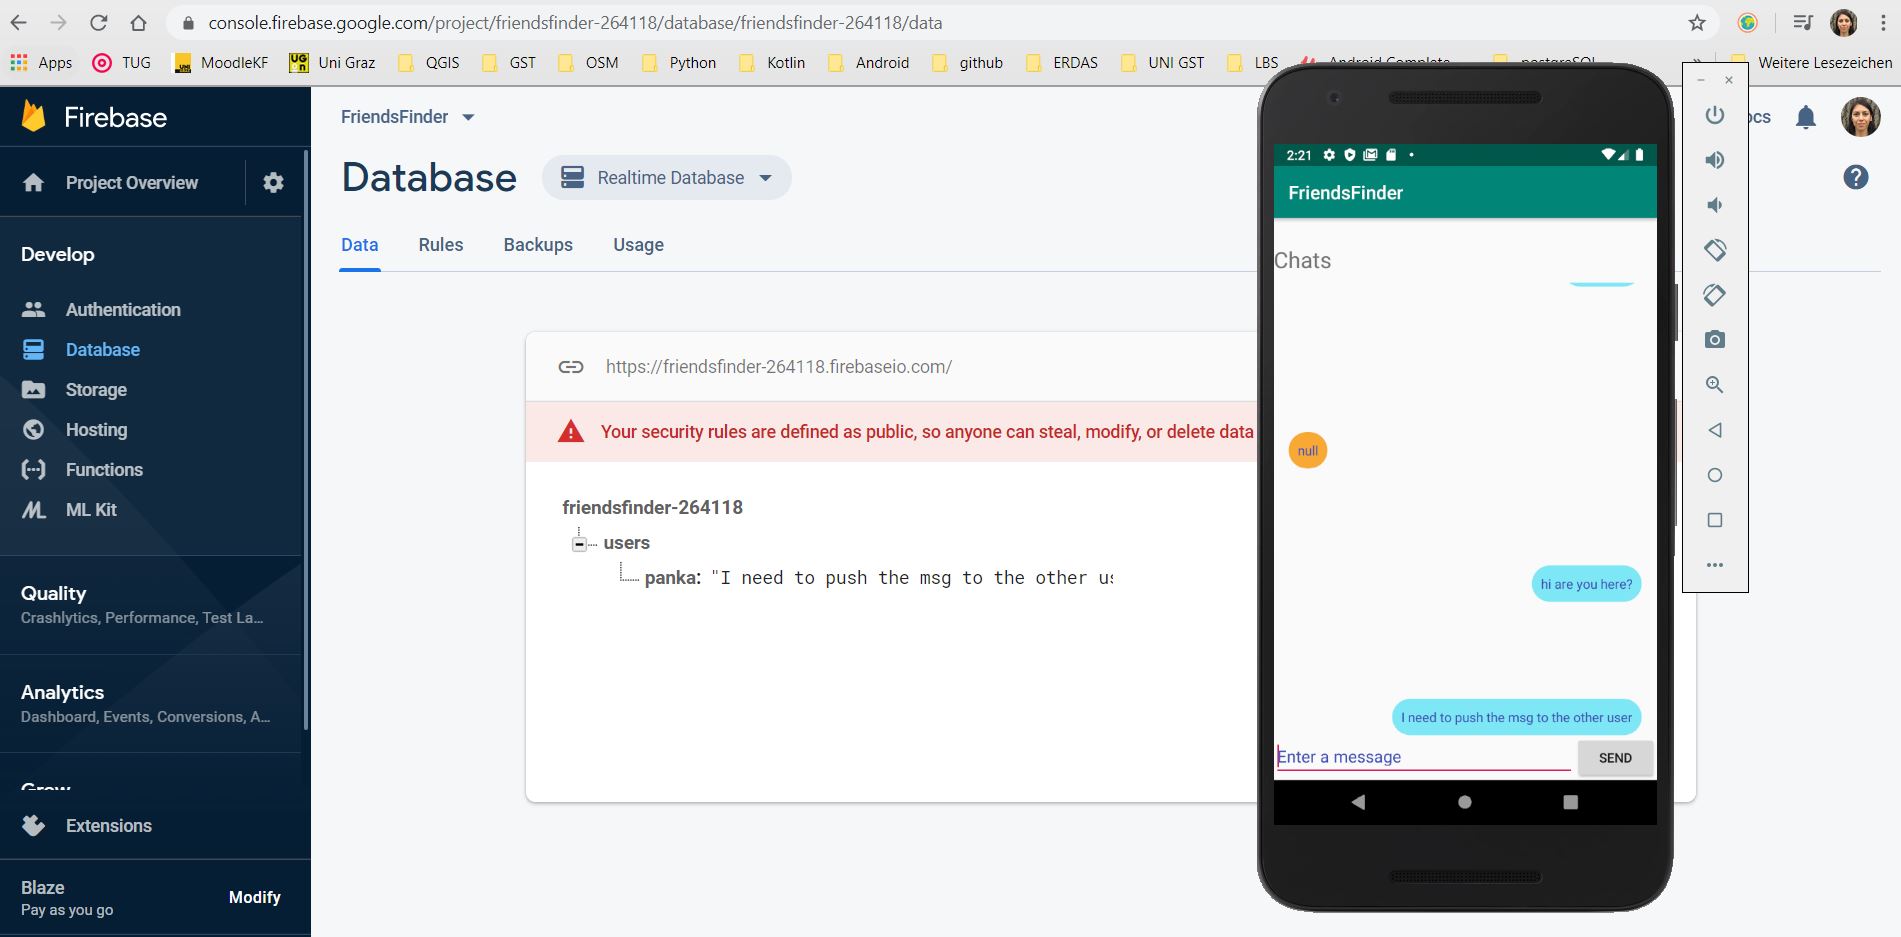 console.firebase.google.com/project/friendsfinder-264118/database/friendsfinder-264118/data
Apps TUG MoodleKF Uni Graz QGIS GST OSM Python Kotlin Android github ERDAS UNI GST LBS Android Complete postgreSQL » Weitere Lesezeichen
Firebase
Project Overview
Develop
Authentication
Database
Storage
Hosting
Functions
ML Kit
Quality
Crashlytics, Performance, Test La...
Analytics
Dashboard, Events, Conversions, A...
Grow
Extensions
Blaze
Pay as you go
Modify
FriendsFinder
ocs
Database
Realtime Database
Data Rules Backups Usage
https://friendsfinder-264118.firebaseio.com/
Your security rules are defined as public, so anyone can steal, modify, or delete data
friendsfinder-264118
users
panka: "I need to push the msg to the other us
2:21
FriendsFinder
Chats
null
hi are you here?
I need to push the msg to the other user
Enter a message
SEND